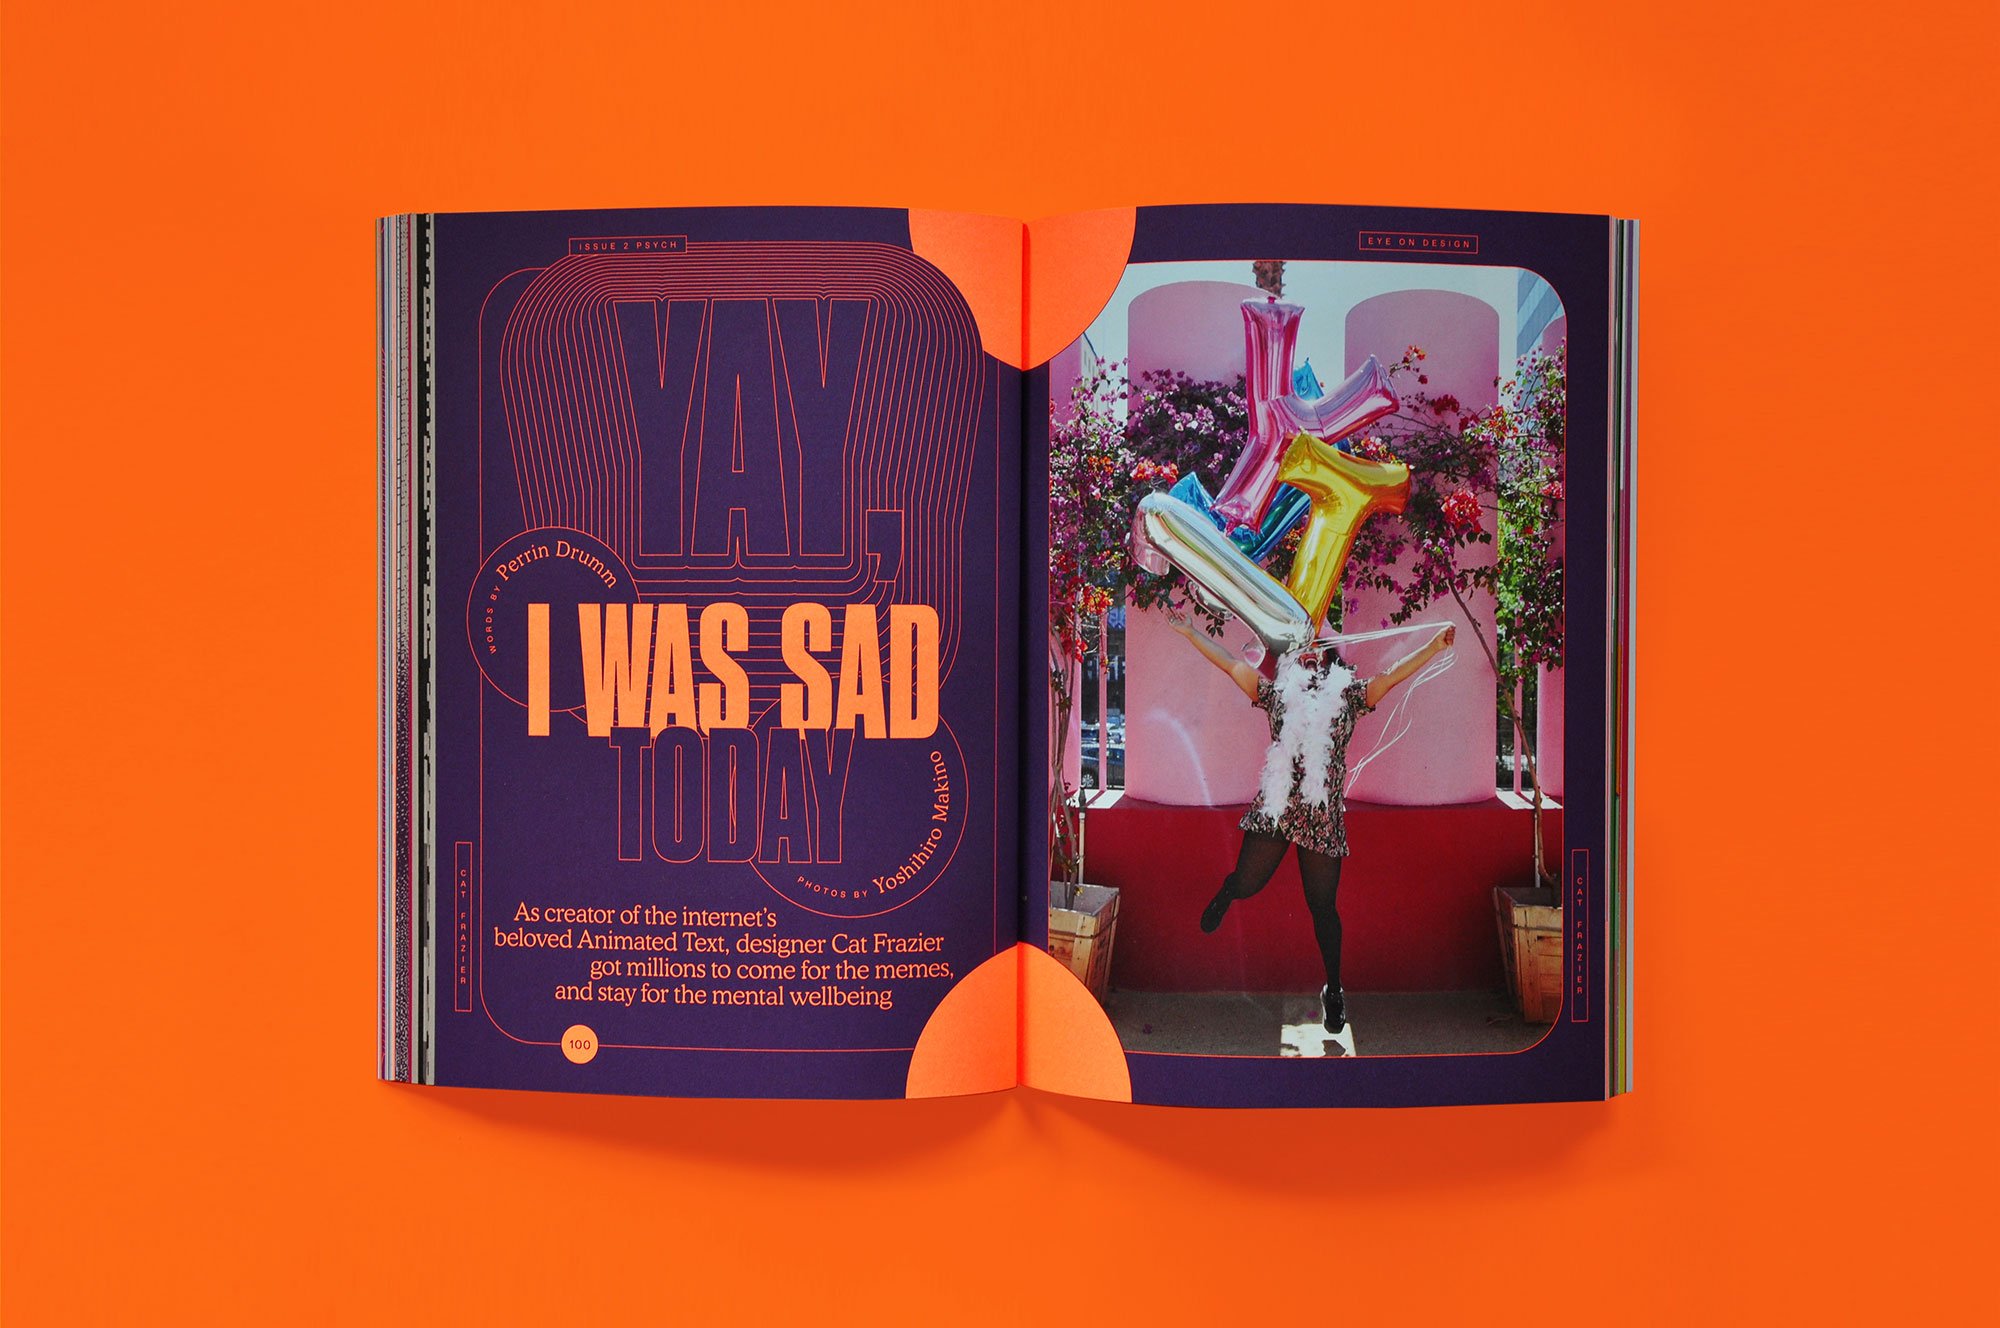 ISSUE 2 PSYCH
YAY,
WORDS BY Perrin Drumm
I WAS SAD
TODAY
PHOTOS BY Yoshihiro Makino
As creator of the internet's
beloved Animated Text, designer Cat Frazier
got millions to come for the memes,
and stay for the mental wellbeing
CAT FRAZIER
100
EYE ON DESIGN
CAT FRAZIER